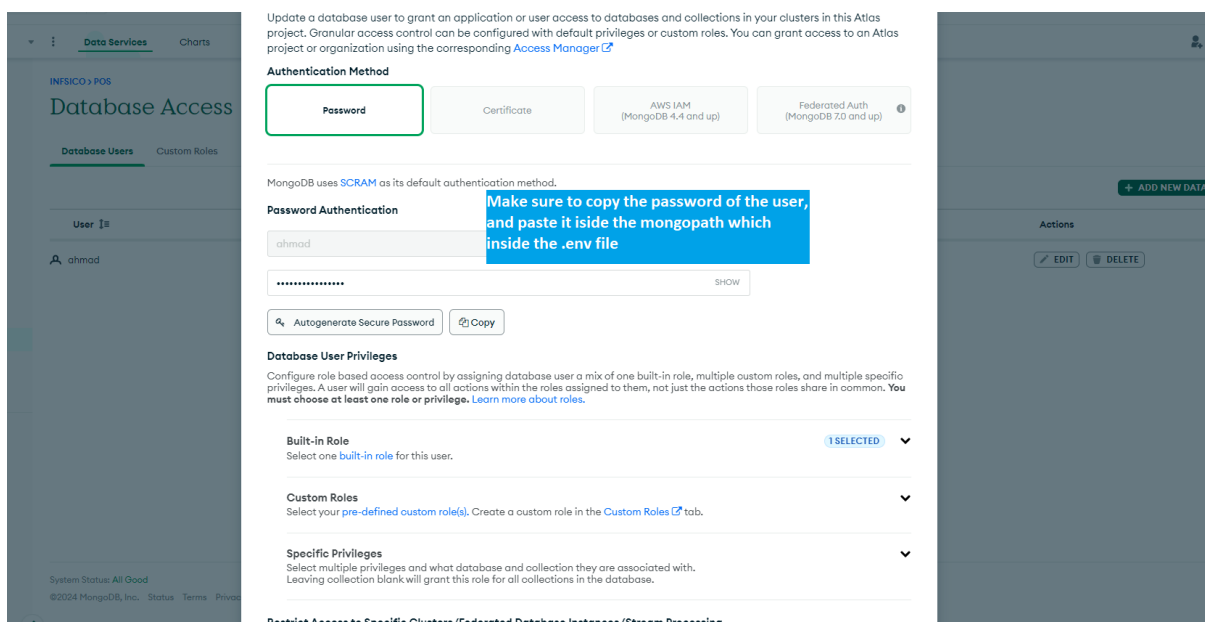 Update a database user to grant an application or user access to databases and collections in your clusters in this Atlas
project. Granular access control can be configured with default privileges or custom roles. You can grant access to an Atlas
project or organization using the corresponding Access Manager
Data Services Charts
Authentication Method
INFSICO > POS
Database Access
Password
Certificate
AWS IAM
(MongoDB 4.4 and up)
Federated Auth
(MongoDB 7.0 and up)
Database Users Custom Roles
MongoDB uses SCRAM as its default authentication method.
+ ADD NEW DATA
Make sure to copy the password of the user,
and paste it iside the mongopath which
inside the .env file
Password Authentication
User
Actions
ahmad
ahmad
EDIT
DELETE
••••••••••••••• SHOW
Autogenerate Secure Password
Copy
Database User Privileges
Configure role based access control by assigning database user a mix of one built-in role, multiple custom roles, and multiple specific
privileges. A user will gain access to all actions within the roles assigned to them, not just the actions those roles share in common. You
must choose at least one role or privilege. Learn more about roles.
Built-in Role
1 SELECTED
Select one built-in role for this user.
Custom Roles
Select your pre-defined custom role(s). Create a custom role in the Custom Roles tab.
Specific Privileges
Select multiple privileges and what database and collection they are associated with.
Leaving collection blank will grant this role for all collections in the database.
System Status: All Good
©2024 MongoDB, Inc. Status Terms Privac
Restrict Access to Specific Clusters/Federated Database Instances/Stream Processing